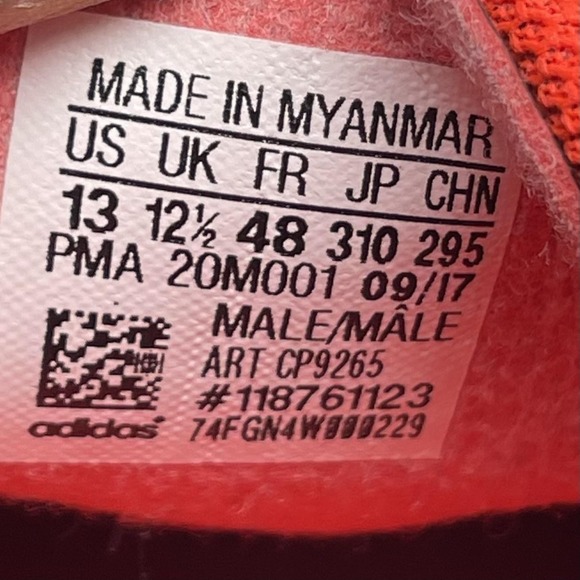 MADE IN MYANMAR
US UK FR JP CHN
13 12½ 48 310 295
PMA 20M001 09/17
MALE/MÂLE
ART CP9265
#118761123
adidas 74FGN4W000229